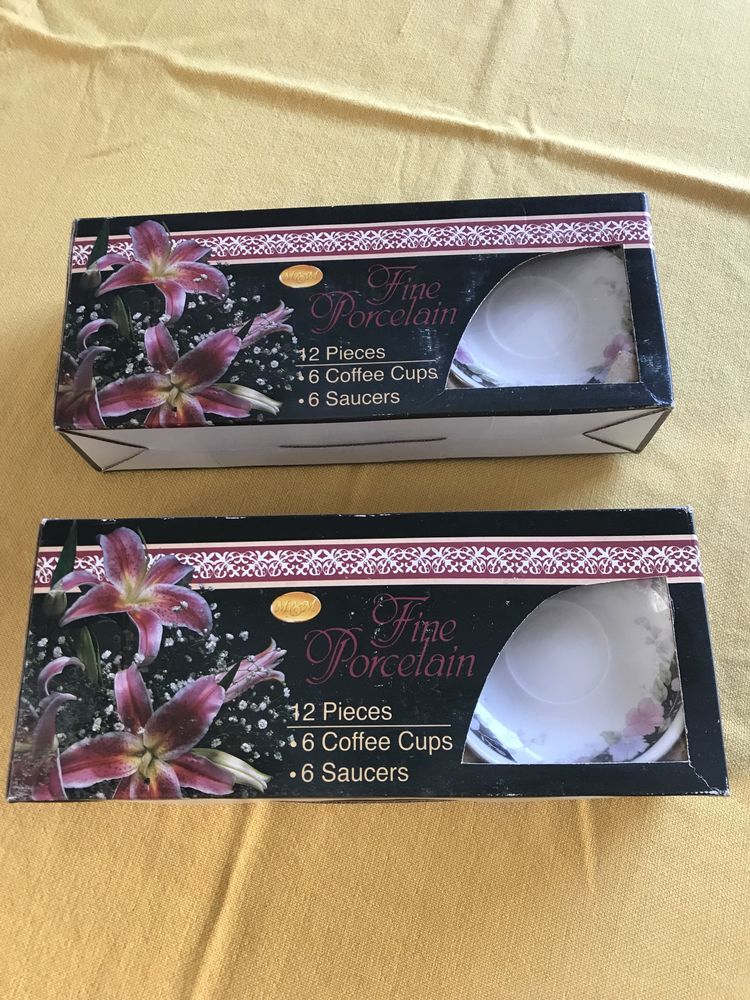 Fine
Porcelain
12 Pieces
• 6 Coffee Cups
• 6 Saucers
Fine
Porcelain
12 Pieces
• 6 Coffee Cups
• 6 Saucers